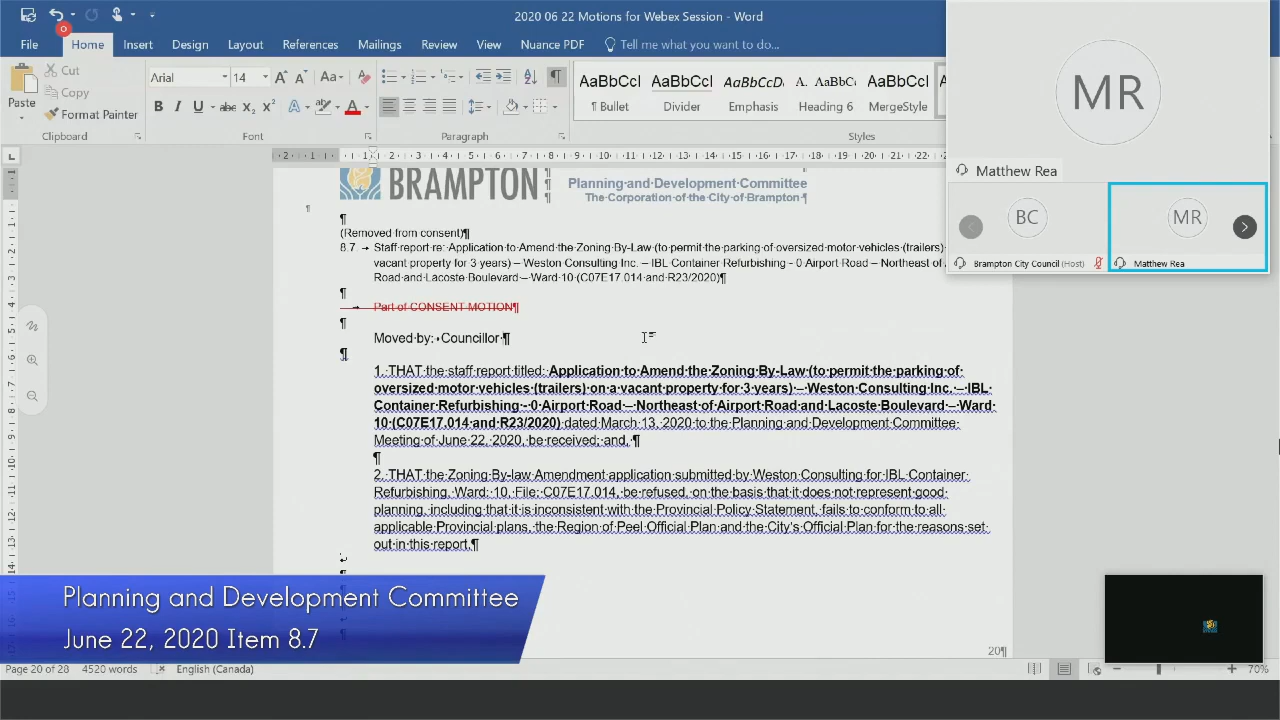 2020 06 22 Motions for Webex Session - Word
File Home Insert Design Layout References Mailings Review View Nuance PDF Tell me what you want to do...
Paste
Cut
Copy
Format Painter
Arial 14
AaBbCcI AaBbCcI AaBbCcD AaBbCc AaBbCcI
¶ Bullet Divider Emphasis Heading 6 MergeStyle
Clipboard Font Paragraph Styles
MR
Matthew Rea
BC MR
Brampton City Council (Host) Matthew Rea
BRAMPTON¶
Planning and Development Committee
The Corporation of the City of Brampton¶
¶
¶
(Removed from consent)¶
8.7 → Staff report re: Application to Amend the Zoning By-Law (to permit the parking of oversized motor vehicles (trailers)
vacant property for 3 years) – Weston Consulting Inc. – IBL Container Refurbishing - 0 Airport Road – Northeast of
Road and Lacoste Boulevard – Ward 10 (C07E17.014 and R23/2020)¶
¶
→ Part of CONSENT MOTION¶
¶
Moved by: Councillor ¶
¶
1. THAT the staff report titled: Application to Amend the Zoning By-Law (to permit the parking of
oversized motor vehicles (trailers) on a vacant property for 3 years) – Weston Consulting Inc. – IBL
Container Refurbishing - 0 Airport Road – Northeast of Airport Road and Lacoste Boulevard – Ward
10 (C07E17.014 and R23/2020) dated March 13, 2020 to the Planning and Development Committee
Meeting of June 22, 2020, be received; and, ¶
¶
2. THAT the Zoning By-law Amendment application submitted by Weston Consulting for IBL Container
Refurbishing, Ward: 10, File: C07E17.014, be refused, on the basis that it does not represent good
planning, including that it is inconsistent with the Provincial Policy Statement, fails to conform to all
applicable Provincial plans, the Region of Peel Official Plan and the City's Official Plan for the reasons set
out in this report.¶
20¶
Planning and Development Committee
June 22, 2020 Item 8.7
Page 20 of 28 4520 words English (Canada) 70%